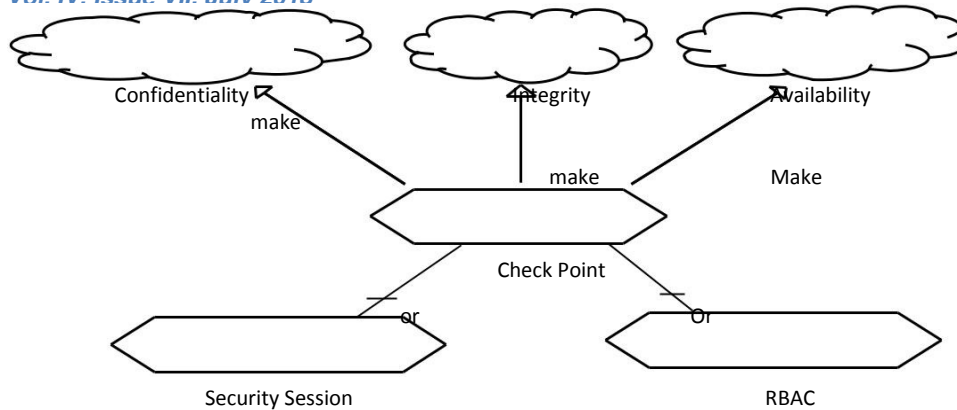 Confidentiality Integrity Availability
make
make Make
Check Point
or Or
Security Session RBAC